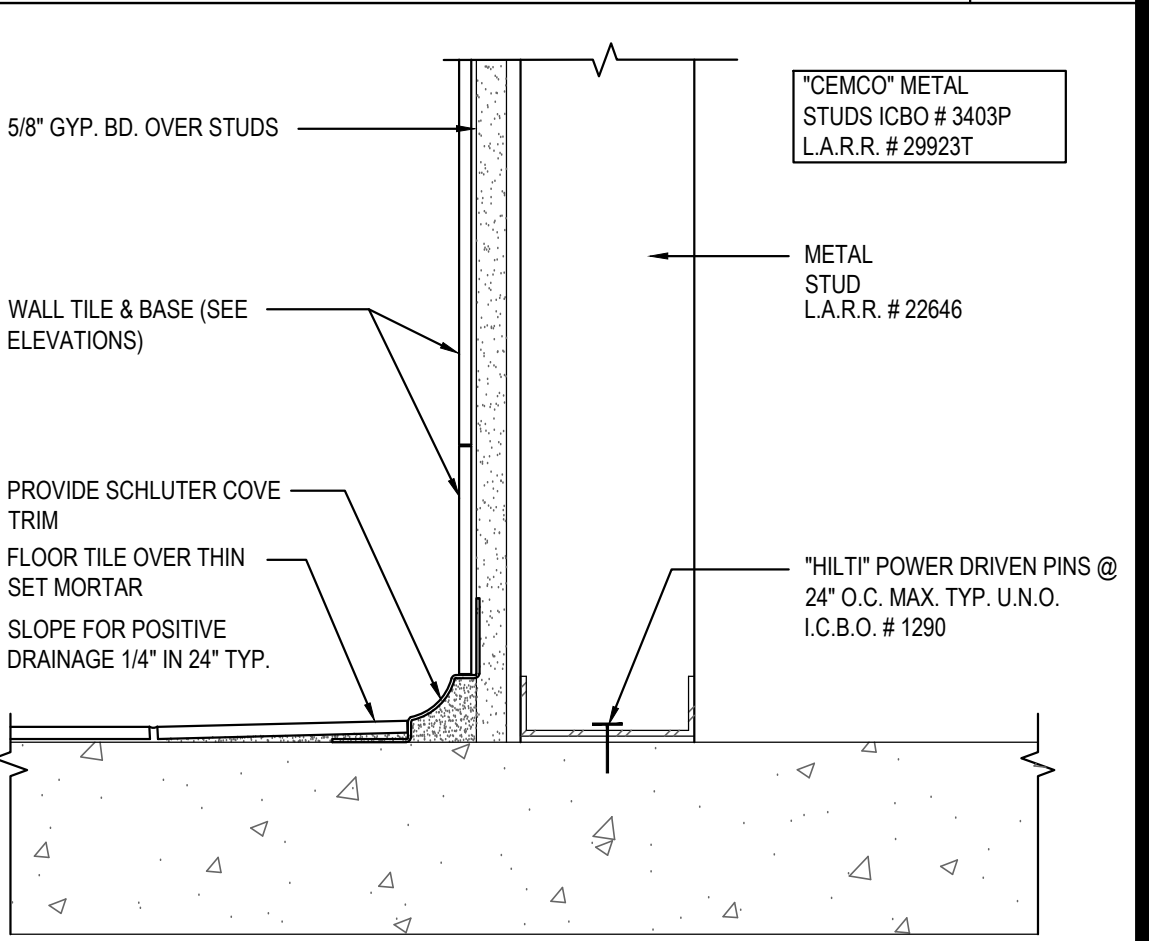 5/8" GYP. BD. OVER STUDS
WALL TILE & BASE (SEE
ELEVATIONS)
PROVIDE SCHLUTER COVE
TRIM
FLOOR TILE OVER THIN
SET MORTAR
SLOPE FOR POSITIVE
DRAINAGE 1/4" IN 24" TYP.
"CEMCO" METAL
STUDS ICBO # 3403P
L.A.R.R. # 29923T
METAL
STUD
L.A.R.R. # 22646
"HILTI" POWER DRIVEN PINS @
24" O.C. MAX. TYP. U.N.O.
I.C.B.O. # 1290